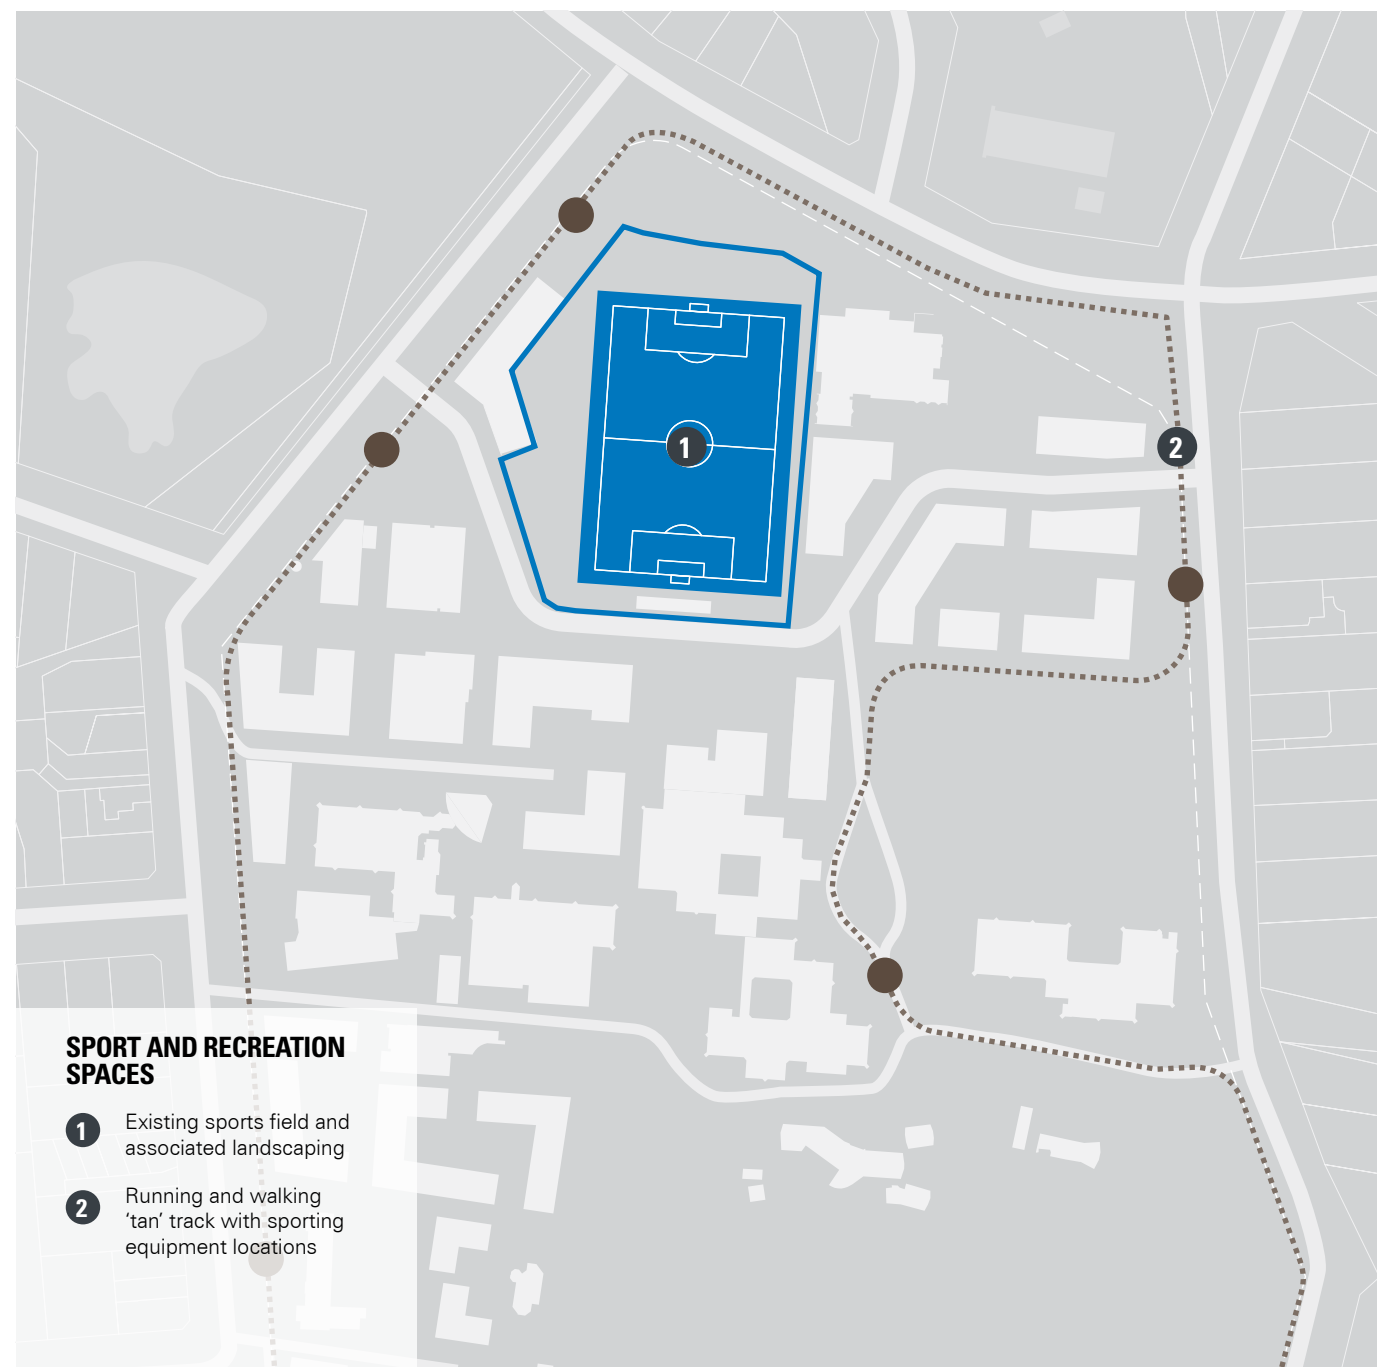 1
2
SPORT AND RECREATION
SPACES
1
Existing sports field and
associated landscaping
2
Running and walking
‘tan’ track with sporting
equipment locations